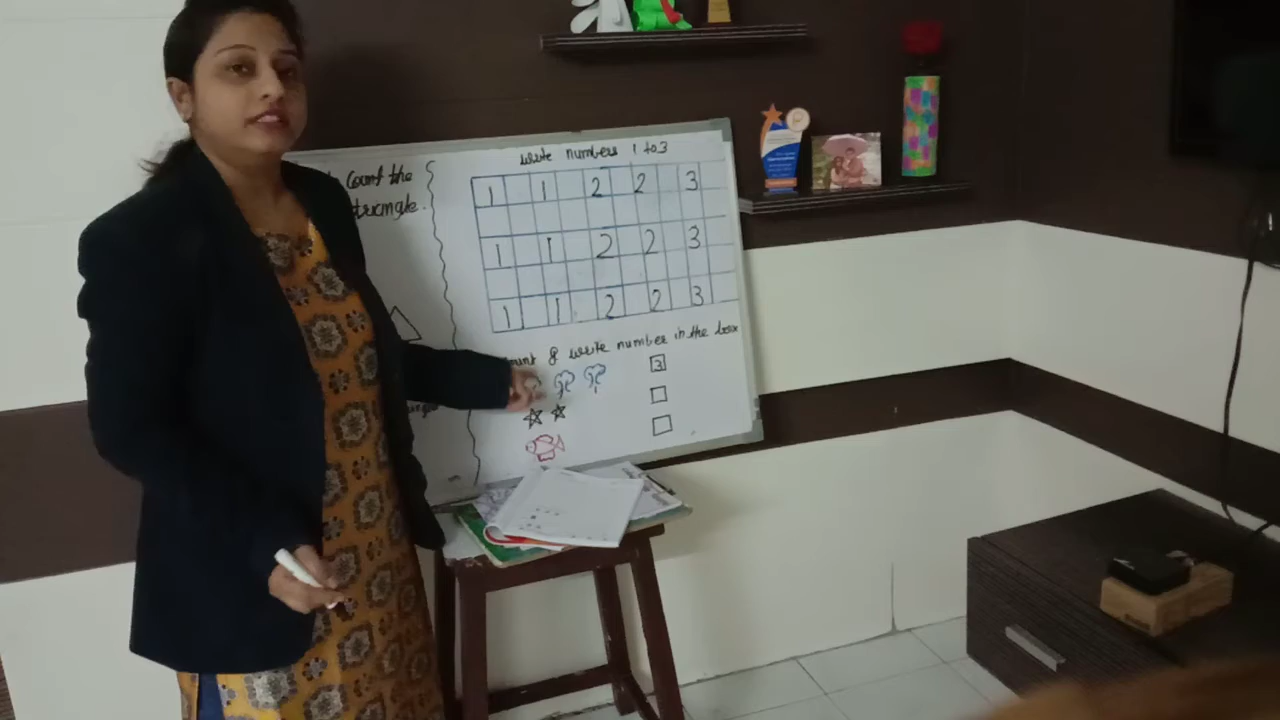 Count the
triangle.
write numbers 1 to 3
1 1 2 2 3
1 1 2 2 3
1 1 2 2 3
& write number in the box
3